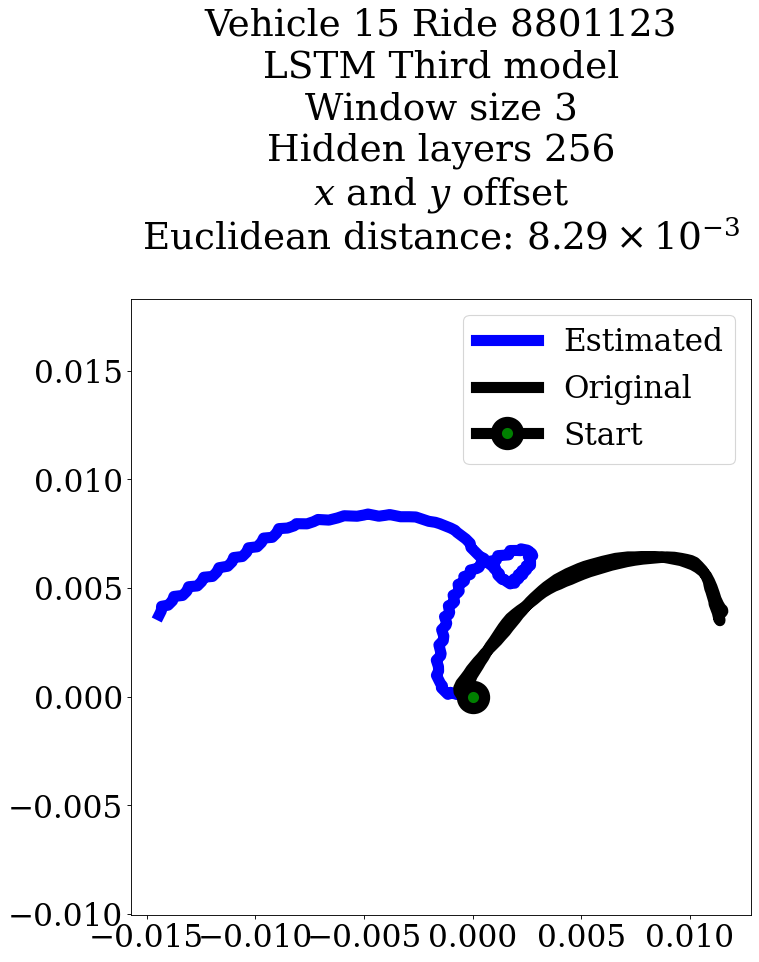 Vehicle 15 Ride 8801123
LSTM Third model
Window size 3
Hidden layers 256
x and y offset
Euclidean distance: 8.29 × 10⁻³
Estimated
Original
Start
0.015
0.010
0.005
0.000
−0.005
−0.010
−0.015 −0.010 −0.005 0.000 0.005 0.010